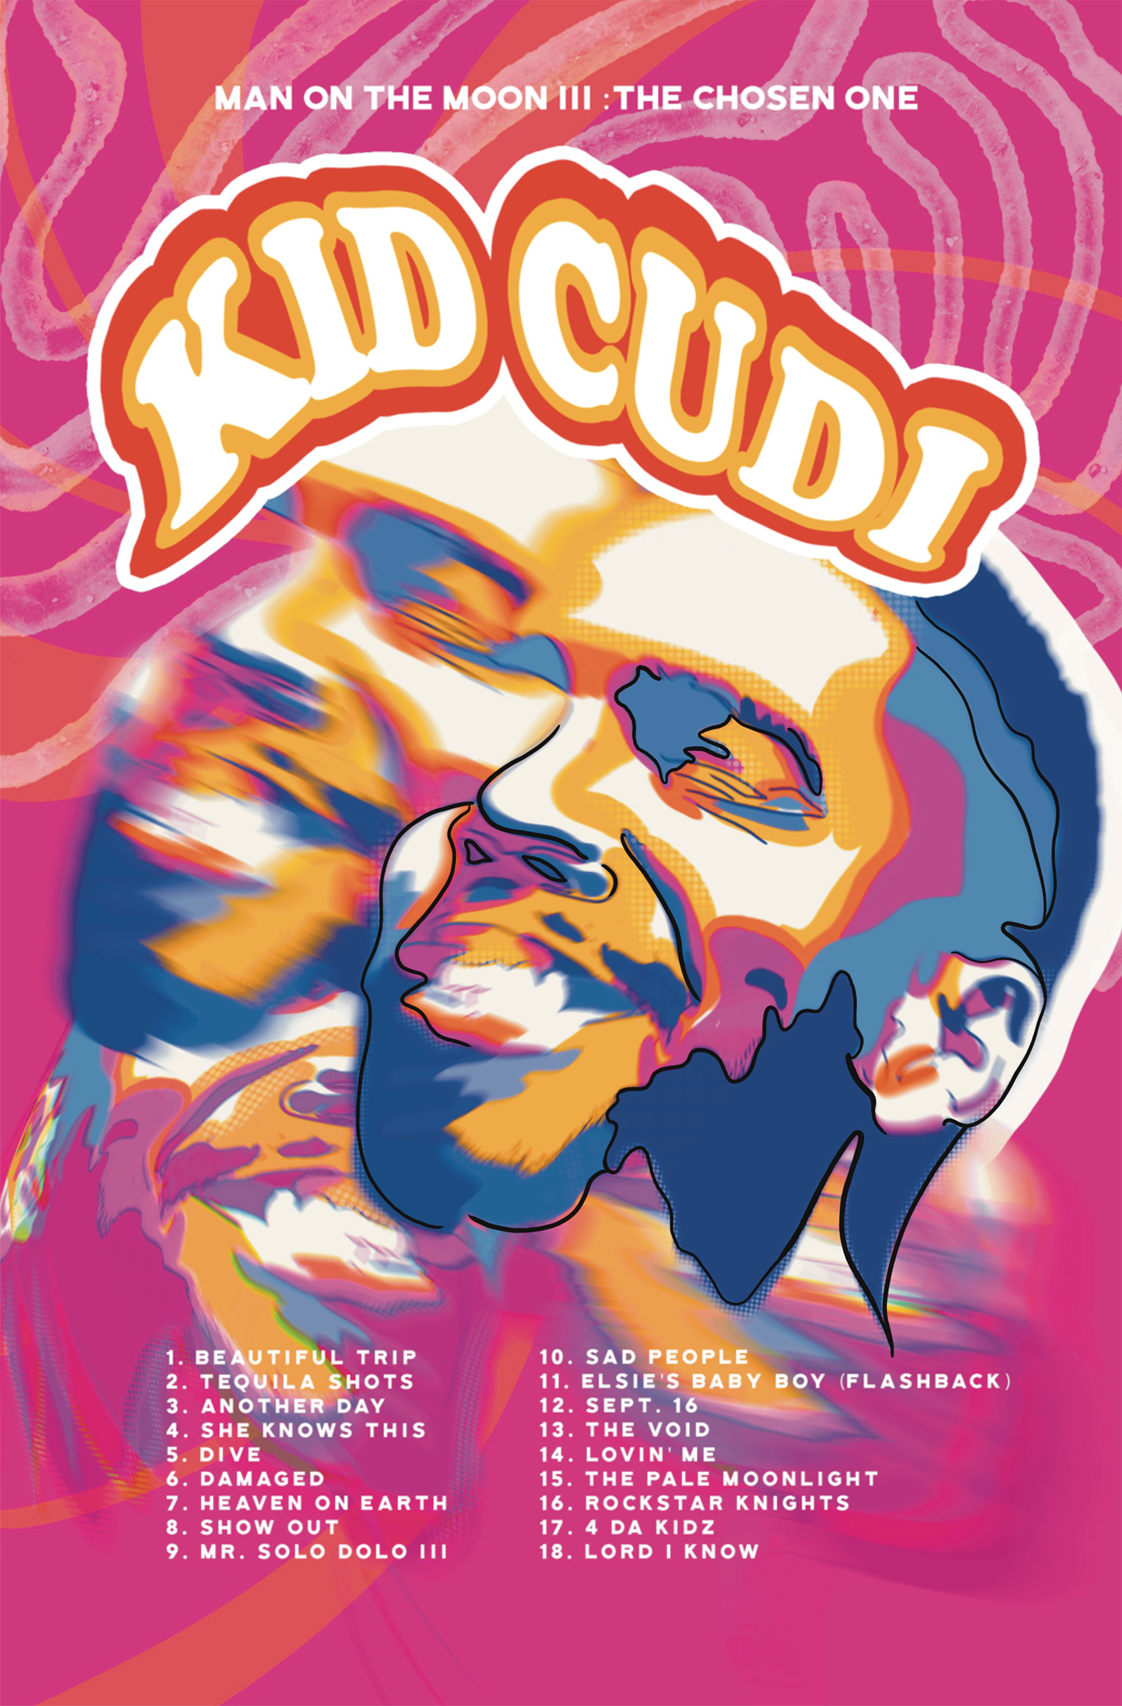 MAN ON THE MOON III :THE CHOSEN ONE
KID CUDI
1. BEAUTIFUL TRIP
2. TEQUILA SHOTS
3. ANOTHER DAY
4. SHE KNOWS THIS
5. DIVE
6. DAMAGED
7. HEAVEN ON EARTH
8. SHOW OUT
9. MR. SOLO DOLO III
10. SAD PEOPLE
11. ELSIE'S BABY BOY (FLASHBACK)
12. SEPT. 16
13. THE VOID
14. LOVIN' ME
15. THE PALE MOONLIGHT
16. ROCKSTAR KNIGHTS
17. 4 DA KIDZ
18. LORD I KNOW